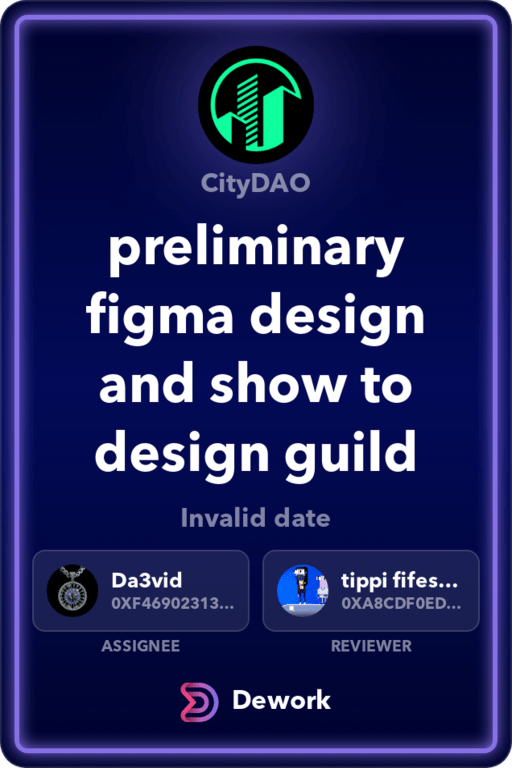 CityDAO
preliminary
figma design
and show to
design guild
Invalid date
Da3vid
0XF46902313...
ASSIGNEE
tippi fifes...
0XA8CDF0ED...
REVIEWER
Dework